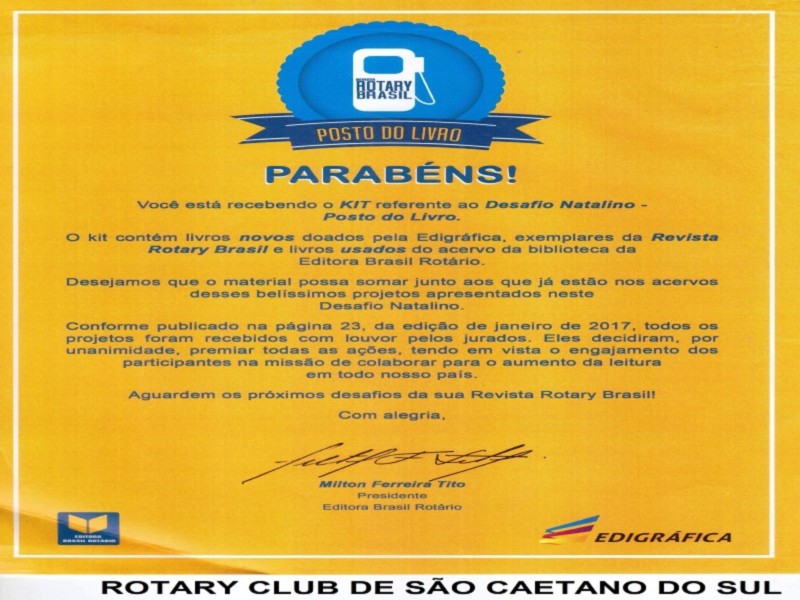 REVISTA
ROTARY
BRASIL
POSTO DO LIVRO
PARABÉNS!
Você está recebendo o KIT referente ao Desafio Natalino -
Posto do Livro.
O kit contém livros novos doados pela Edigráfica, exemplares da Revista
Rotary Brasil e livros usados do acervo da biblioteca da
Editora Brasil Rotário.
Desejamos que o material possa somar junto aos que já estão nos acervos
desses belíssimos projetos apresentados neste
Desafio Natalino.
Conforme publicado na página 23, da edição de janeiro de 2017, todos os
projetos foram recebidos com louvor pelos jurados. Eles decidiram, por
unanimidade, premiar todas as ações, tendo em vista o engajamento dos
participantes na missão de colaborar para o aumento da leitura
em todo nosso país.
Aguardem os próximos desafios da sua Revista Rotary Brasil!
Com alegria,
Milton Ferreira Tito
Presidente
Editora Brasil Rotário
EDITORA
BRASIL ROTÁRIO
EDIGRÁFICA
ROTARY CLUB DE SÃO CAETANO DO SUL